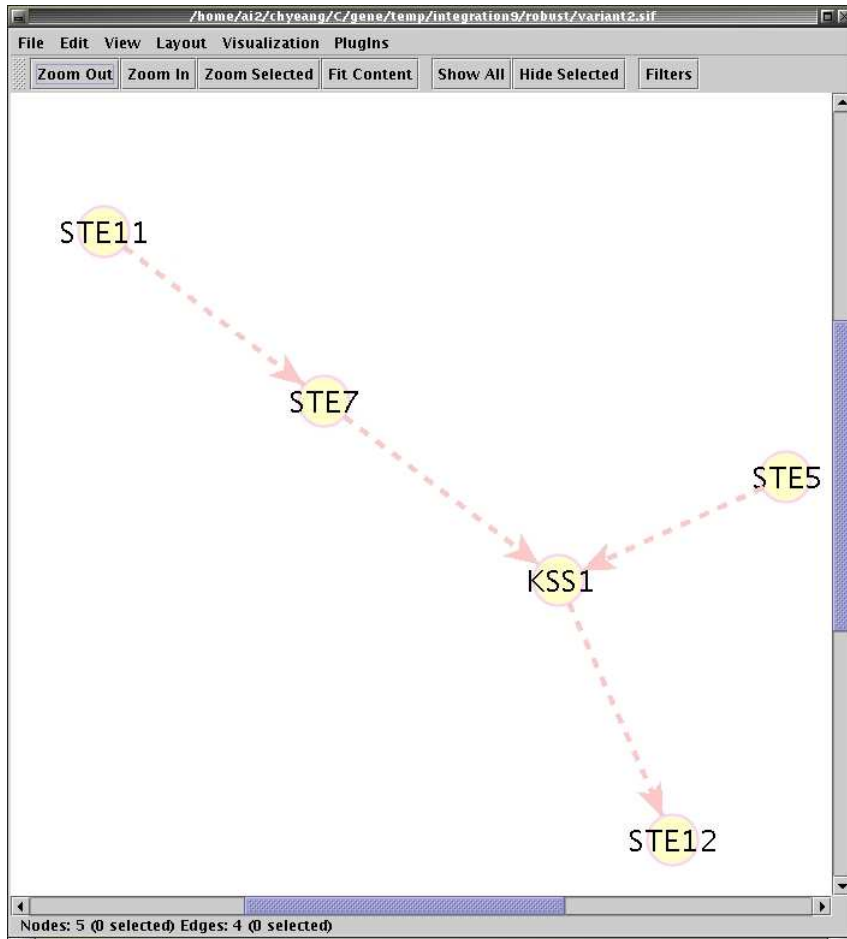 /home/ai2/chyeang/C/gene/temp/integration9/robust/variant2.sif
File Edit View Layout Visualization PlugIns
Zoom Out Zoom In Zoom Selected Fit Content Show All Hide Selected Filters
STE11
STE7
STE5
KSS1
STE12
Nodes: 5 (0 selected) Edges: 4 (0 selected)